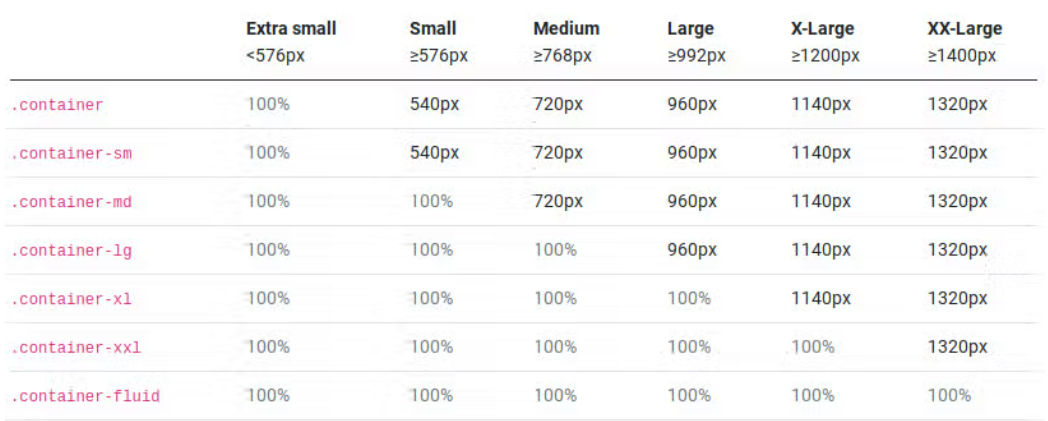 Extra small Small Medium Large X-Large XX-Large
<576px ≥576px ≥768px ≥992px ≥1200px ≥1400px
.container 100% 540px 720px 960px 1140px 1320px
.container-sm 100% 540px 720px 960px 1140px 1320px
.container-md 100% 100% 720px 960px 1140px 1320px
.container-lg 100% 100% 100% 960px 1140px 1320px
.container-xl 100% 100% 100% 100% 1140px 1320px
.container-xxl 100% 100% 100% 100% 100% 1320px
.container-fluid 100% 100% 100% 100% 100% 100%